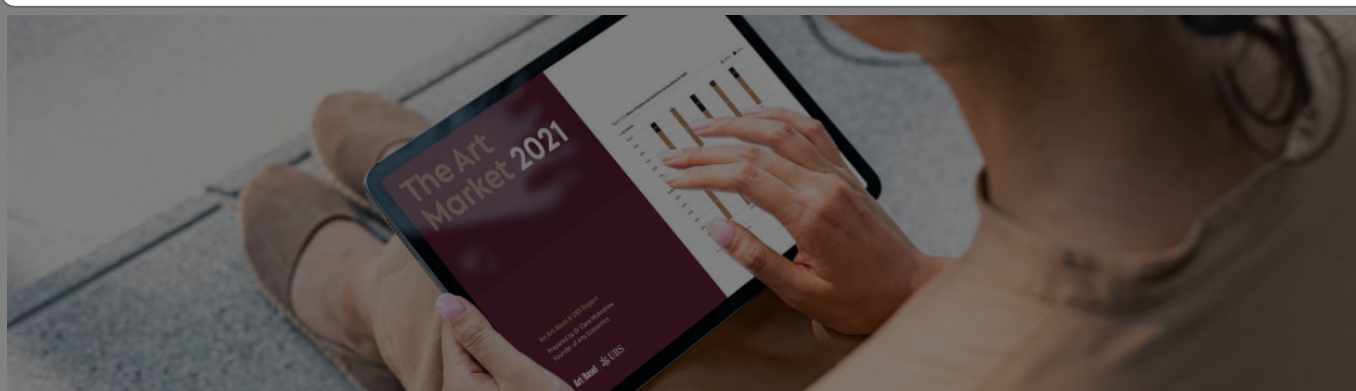 The Art
Market 2021
An Art Basel & UBS Report
Prepared by Dr. Clare McAndrew
Founder of Arts Economics
Art Basel
UBS